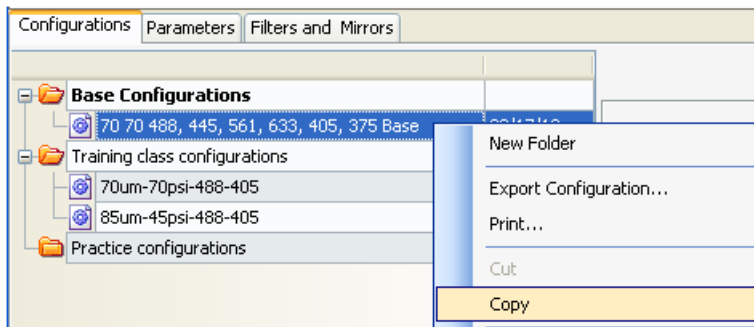 Configurations Parameters Filters and Mirrors
Base Configurations
70 70 488, 445, 561, 633, 405, 375 Base
New Folder
Training class configurations
70um-70psi-488-405
Export Configuration...
85um-45psi-488-405
Print...
Practice configurations
Cut
Copy